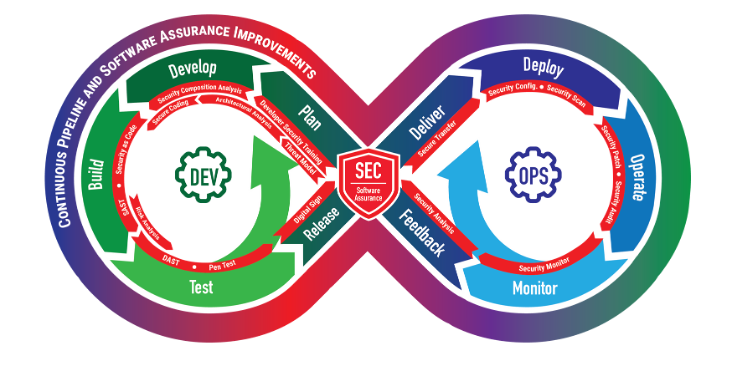 CONTINUOUS PIPELINE AND SOFTWARE ASSURANCE IMPROVEMENTS
Develop
Security Composition Analysis
Secure Coding
Architectural Analysis
Plan
Developer Security Training
Threat Model
Build
Security as Code
SAST
Risk Analysis
DEV
DAST • Pen Test
Test
Digital Sign
Release
SEC
Software
Assurance
Deliver
Secure Transfer
Deploy
Security Config. • Security Scan
Operate
Security Patch • Security Audit
OPS
Security Monitor
Monitor
Security Analysis
Feedback